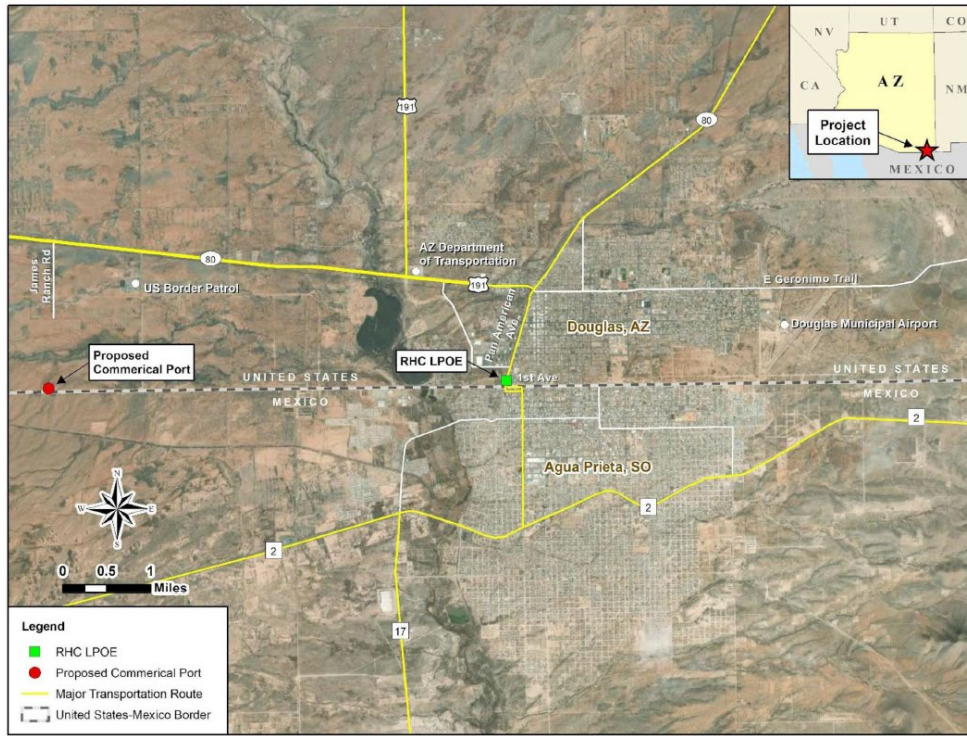 NV
UT
CO
CA
AZ
NM
Project
Location
MEXICO
191
80
80
AZ Department
of Transportation
James
Ranch Rd
US Border Patrol
191
E Geronimo Trail
Pan American
Ave
Douglas, AZ
Douglas Municipal Airport
Proposed
Commerical Port
RHC LPOE
1st Ave
UNITED STATES
MEXICO
UNITED STATES
MEXICO
2
Agua Prieta, SO
2
2
17
N
W
E
S
0
0.5
1
Miles
Legend
RHC LPOE
Proposed Commerical Port
Major Transportation Route
United States-Mexico Border